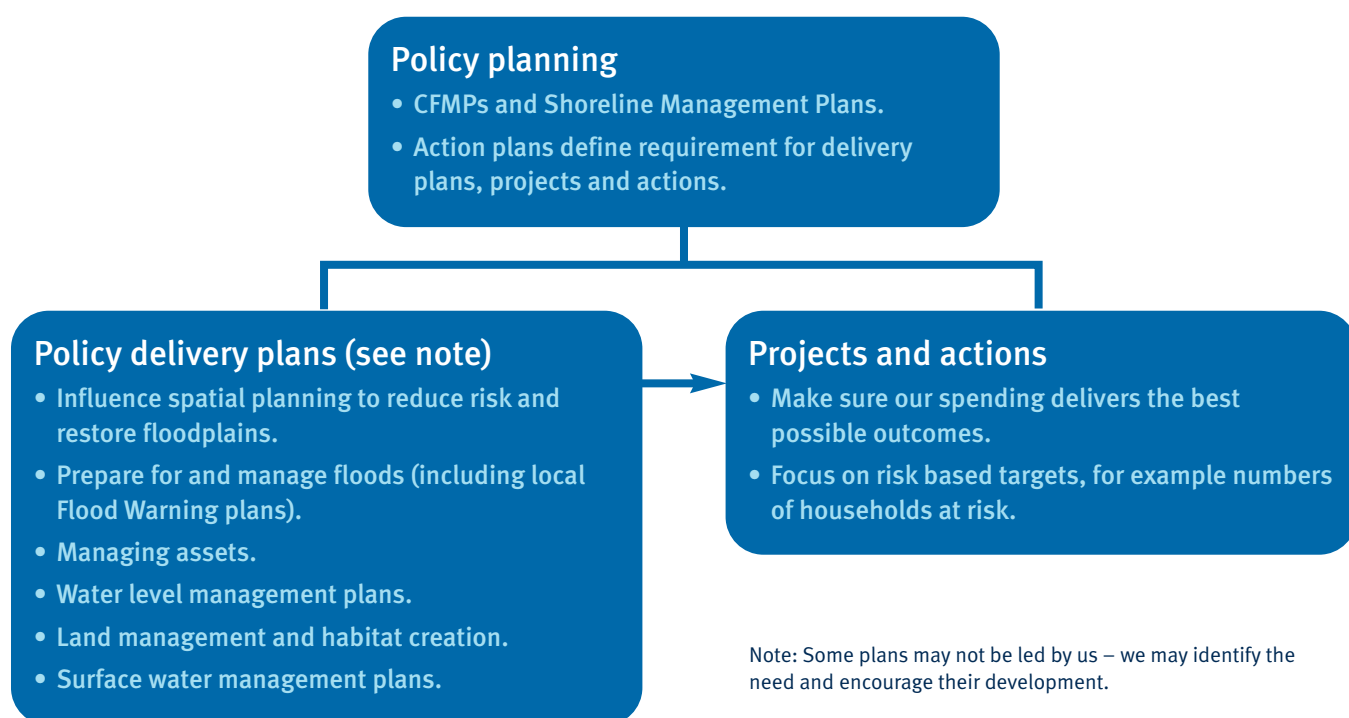 Policy planning
• CFMPs and Shoreline Management Plans.
• Action plans define requirement for delivery
plans, projects and actions.
Policy delivery plans (see note)
• Influence spatial planning to reduce risk and
restore floodplains.
• Prepare for and manage floods (including local
Flood Warning plans).
• Managing assets.
• Water level management plans.
• Land management and habitat creation.
• Surface water management plans.
Projects and actions
• Make sure our spending delivers the best
possible outcomes.
• Focus on risk based targets, for example numbers
of households at risk.
Note: Some plans may not be led by us – we may identify the
need and encourage their development.